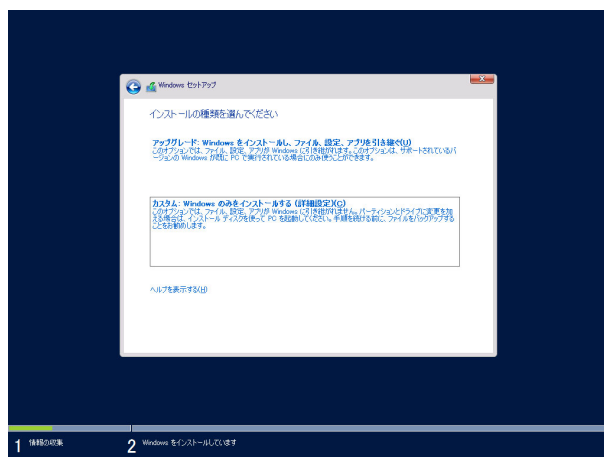 Windows セットアップ
インストールの種類を選んでください
アップグレード: Windows をインストールし、ファイル、設定、アプリを引き継ぐ(U)
このオプションでは、ファイル、設定、アプリが Windows に引き継がれます。このオプションは、サポートされているバ
ージョンの Windows が既に PC で実行されている場合にのみ使うことができます。
カスタム: Windows のみをインストールする (詳細設定)(C)
このオプションでは、ファイル、設定、アプリが Windows に引き継がれません。パーティションとドライブに変更を加
える場合は、インストール ディスクを使って PC を起動してください。手順を続ける前に、ファイルをバックアップする
ことをお勧めします。
ヘルプを表示する(H)
1 情報の収集
2 Windows をインストールしています